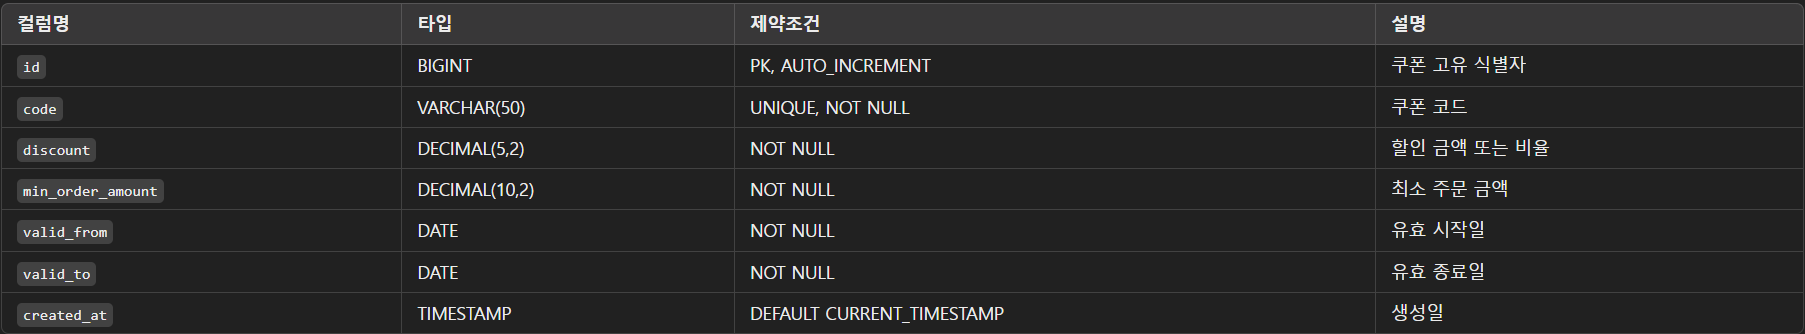 컬럼명 타입 제약조건 설명
id BIGINT PK, AUTO_INCREMENT 쿠폰 고유 식별자
code VARCHAR(50) UNIQUE, NOT NULL 쿠폰 코드
discount DECIMAL(5,2) NOT NULL 할인 금액 또는 비율
min_order_amount DECIMAL(10,2) NOT NULL 최소 주문 금액
valid_from DATE NOT NULL 유효 시작일
valid_to DATE NOT NULL 유효 종료일
created_at TIMESTAMP DEFAULT CURRENT_TIMESTAMP 생성일